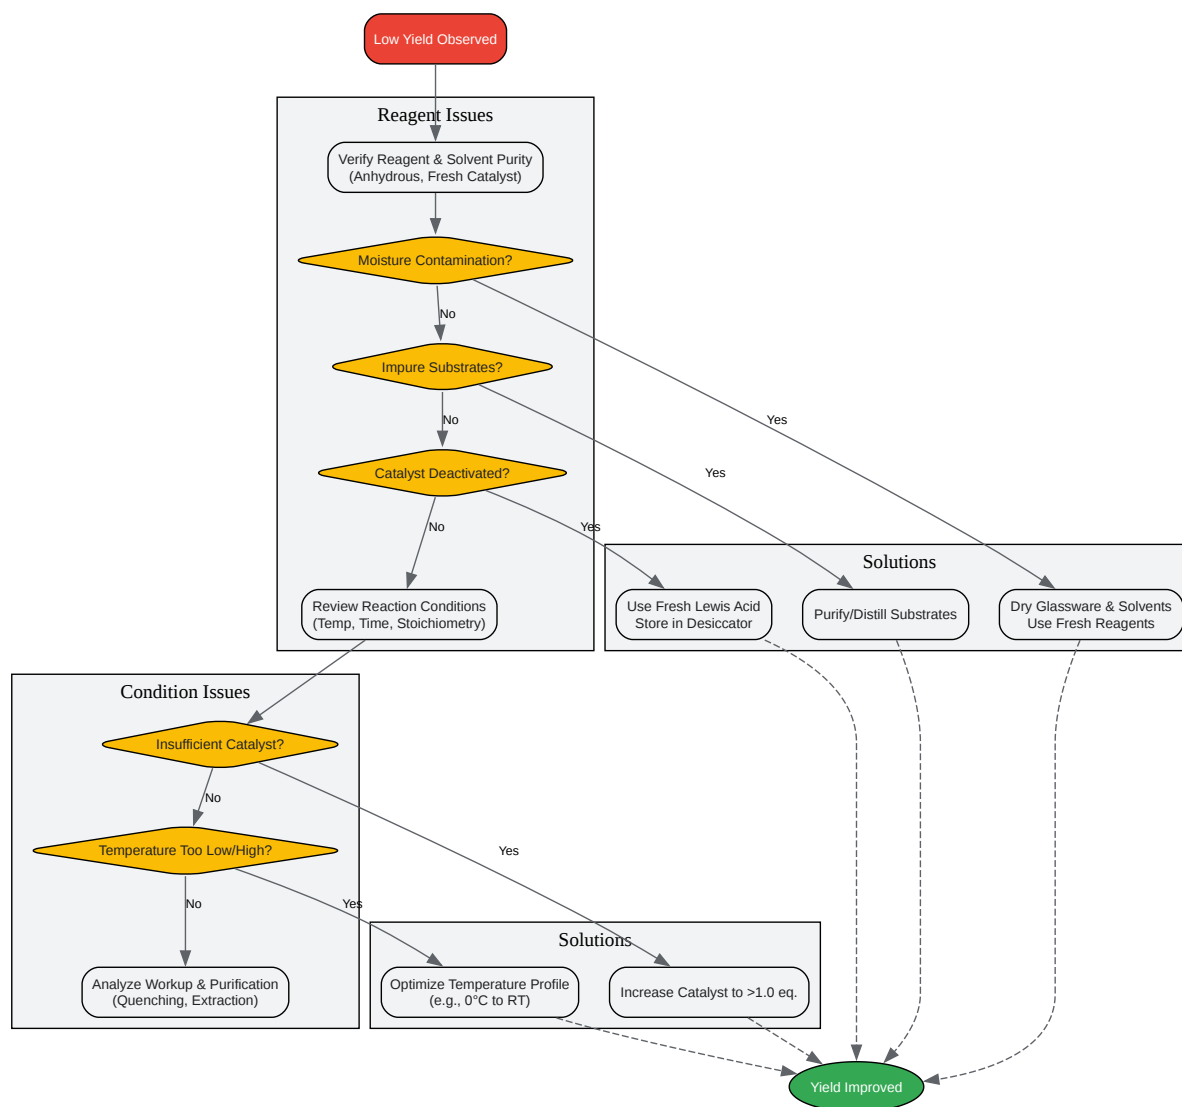 Low Yield Observed
Reagent Issues
Verify Reagent & Solvent Purity
(Anhydrous, Fresh Catalyst)
Moisture Contamination?
No
Impure Substrates?
No
Yes
Catalyst Deactivated?
Yes
No
Yes
Solutions
Review Reaction Conditions
(Temp, Time, Stoichiometry)
Use Fresh Lewis Acid
Store in Desiccator
Purify/Distill Substrates
Dry Glassware & Solvents
Use Fresh Reagents
Condition Issues
Insufficient Catalyst?
No
Temperature Too Low/High?
Yes
No
Yes
Solutions
Analyze Workup & Purification
(Quenching, Extraction)
Optimize Temperature Profile
(e.g., 0°C to RT)
Increase Catalyst to >1.0 eq.
Yield Improved